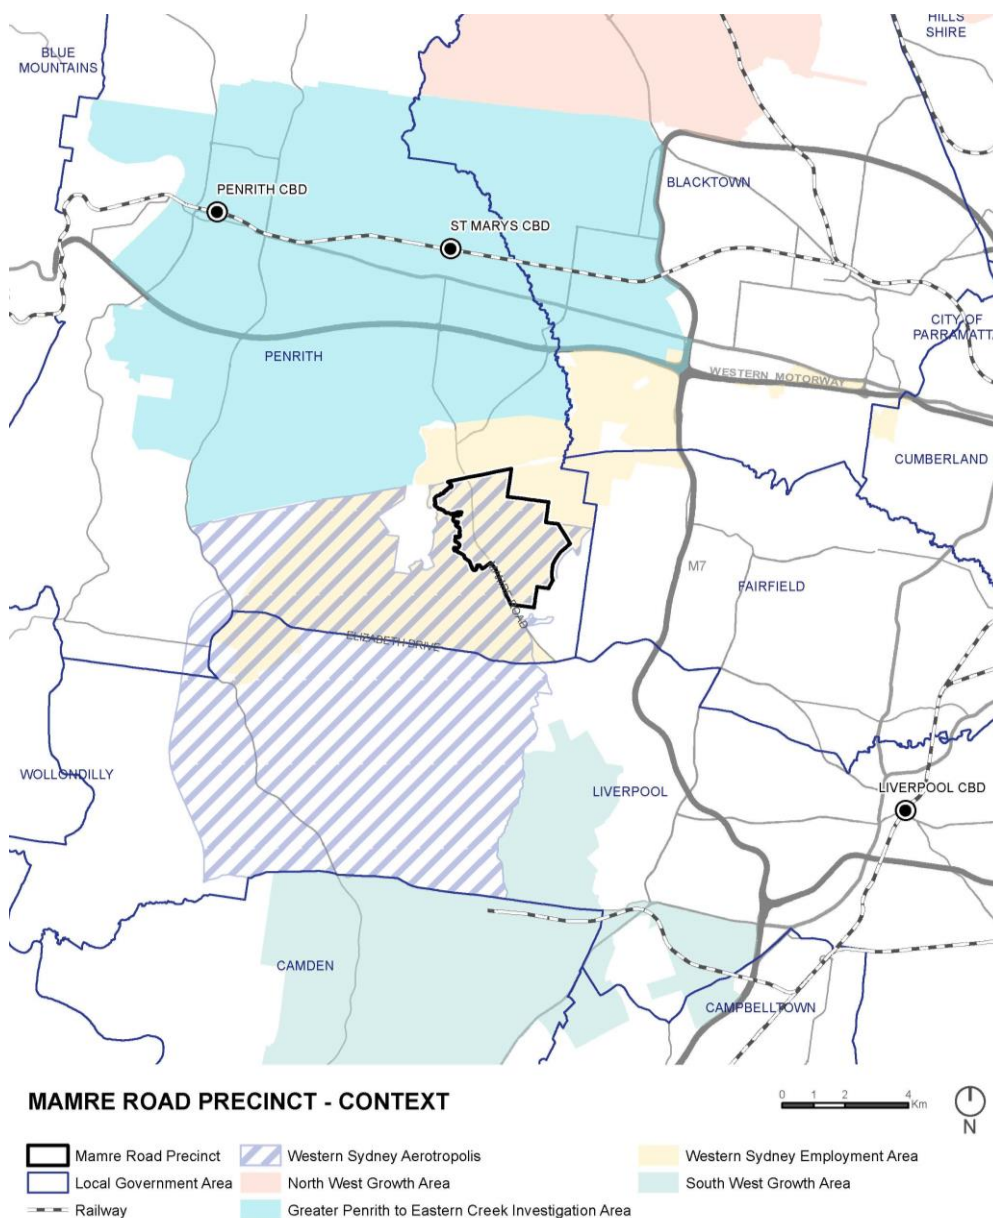 BLUE
MOUNTAINS
HILLS
SHIRE
BLACKTOWN
PENRITH CBD
ST MARYS CBD
CITY OF
PARRAMATT
PENRITH
WESTERN MOTORWAY
CUMBERLAND
M7
FAIRFIELD
MAMRE ROAD
ELIZABETH DRIVE
WOLLONDILLY
LIVERPOOL
LIVERPOOL CBD
CAMDEN
CAMPBELLTOWN
MAMRE ROAD PRECINCT - CONTEXT
0 1 2 4
Km
N
Mamre Road Precinct
Western Sydney Aerotropolis
Western Sydney Employment Area
Local Government Area
North West Growth Area
South West Growth Area
Railway
Greater Penrith to Eastern Creek Investigation Area